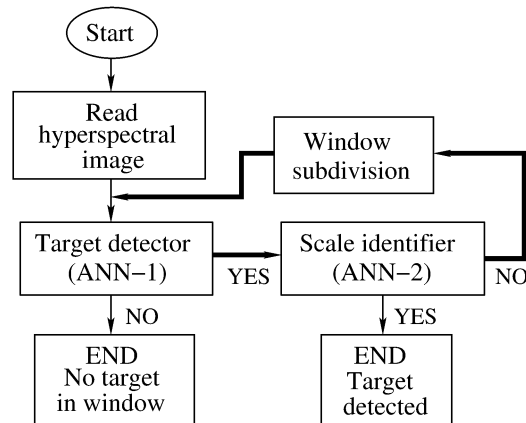 Start
Read
hyperspectral
image
Window
subdivision
Target detector
(ANN−1)
YES
Scale identifier
(ANN−2)
NO
NO
YES
END
No target
in window
END
Target
detected